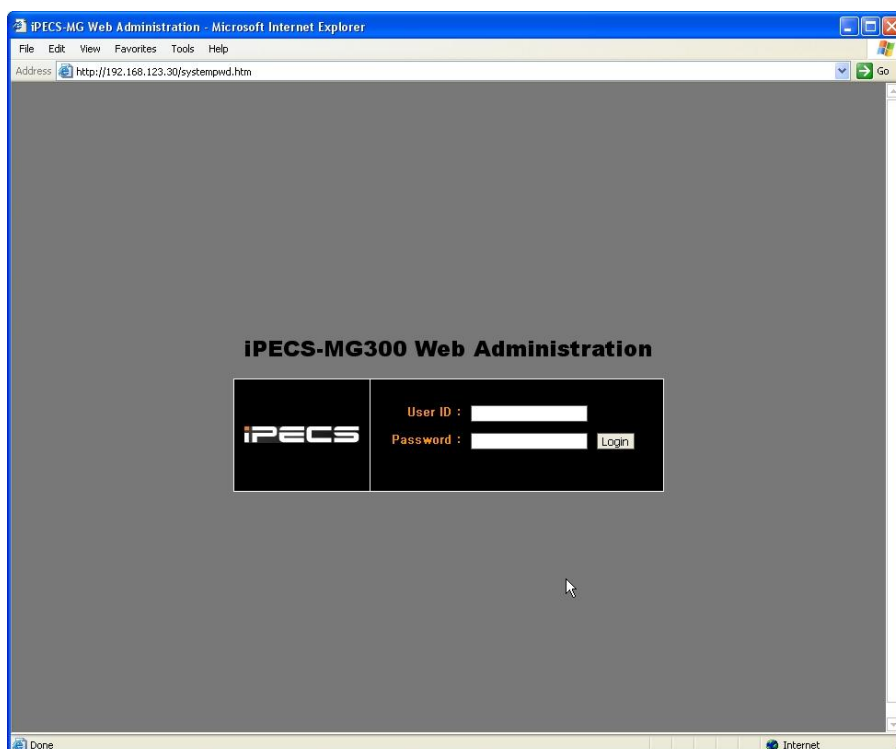 iPECS-MG Web Administration - Microsoft Internet Explorer
File Edit View Favorites Tools Help
Address http://192.168.123.30/systempwd.htm Go
iPECS-MG300 Web Administration
iPECS
User ID :
Password : Login
Done Internet